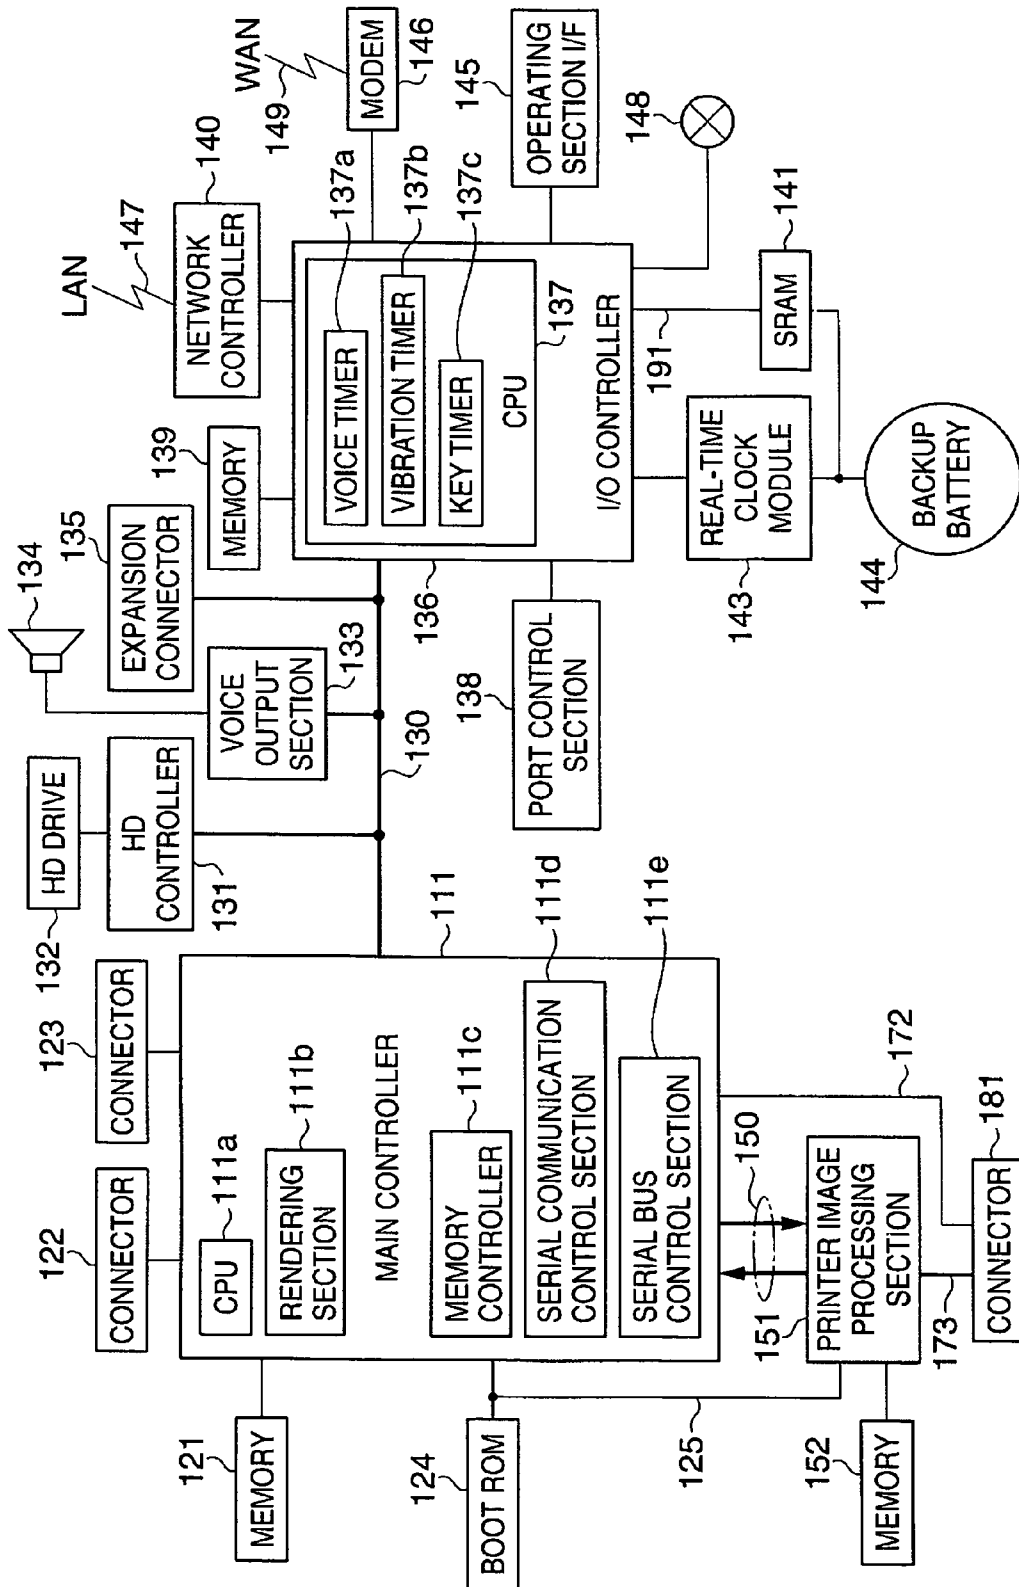 122
CONNECTOR
123
CONNECTOR
132
HD DRIVE
HD
CONTROLLER
131
134
VOICE
OUTPUT
SECTION
133
135
EXPANSION
CONNECTOR
139
MEMORY
LAN
147
140
NETWORK
CONTROLLER
WAN
149
MODEM
146
121
MEMORY
CPU
111a
RENDERING
SECTION
111b
MAIN CONTROLLER
MEMORY
CONTROLLER
111c
SERIAL COMMUNICATION
CONTROL SECTION
111d
SERIAL BUS
CONTROL SECTION
111e
111
130
136
VOICE TIMER
137a
VIBRATION TIMER
137b
KEY TIMER
137c
CPU
137
I/O CONTROLLER
145
OPERATING
SECTION I/F
148
124
BOOT ROM
125
138
PORT CONTROL
SECTION
143
REAL-TIME
CLOCK
MODULE
191
SRAM
141
144
BACKUP
BATTERY
150
151
PRINTER IMAGE
PROCESSING
SECTION
152
MEMORY
172
173
181
CONNECTOR